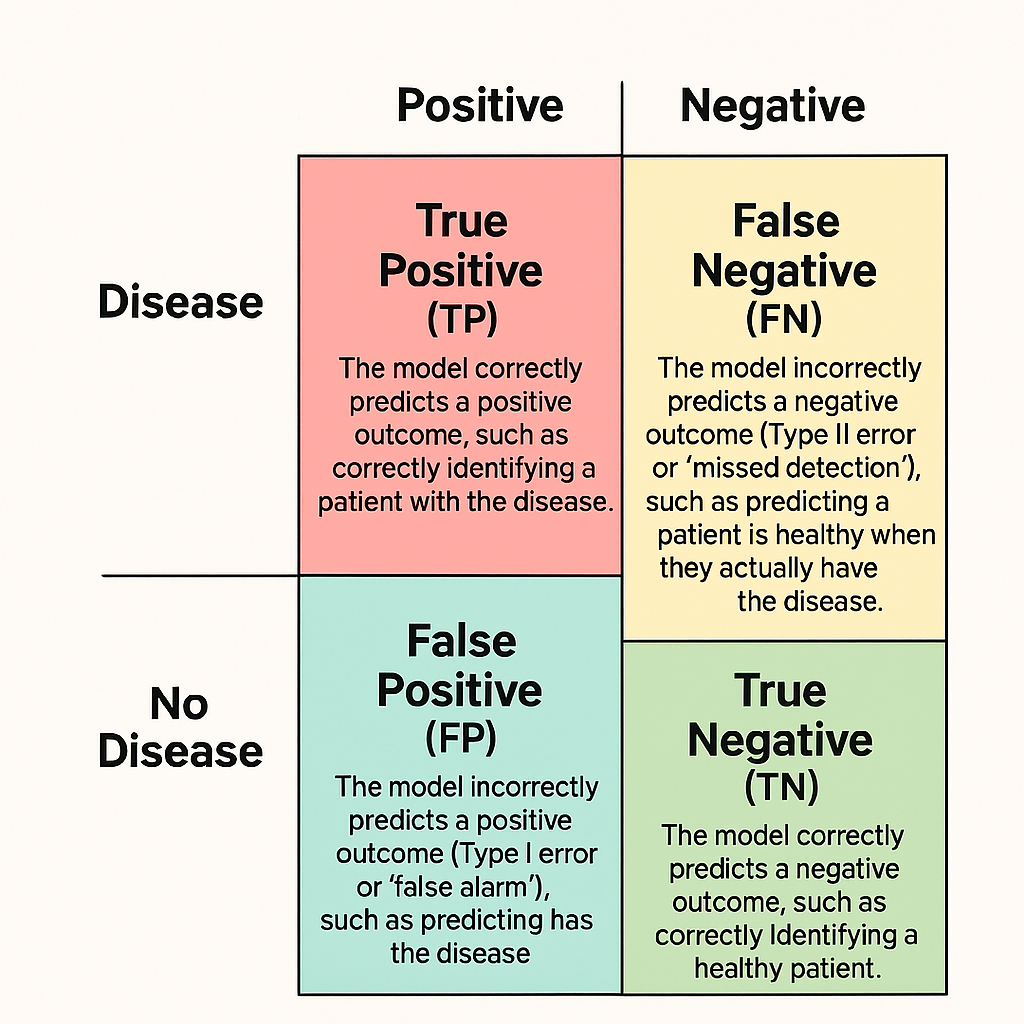 Positive
Negative
Disease
True
Positive
(TP)
The model correctly
predicts a positive
outcome, such as
correctly identifying a
patient with the disease.
False
Negative
(FN)
The model incorrectly
predicts a negative
outcome (Type II error
or ‘missed detection’),
such as predicting a
patient is healthy when
they actually have
the disease.
No
Disease
False
Positive
(FP)
The model incorrectly
predicts a positive
outcome (Type I error
or ‘false alarm’),
such as predicting has
the disease
True
Negative
(TN)
The model correctly
predicts a negative
outcome, such as
correctly Identifying a
healthy patient.